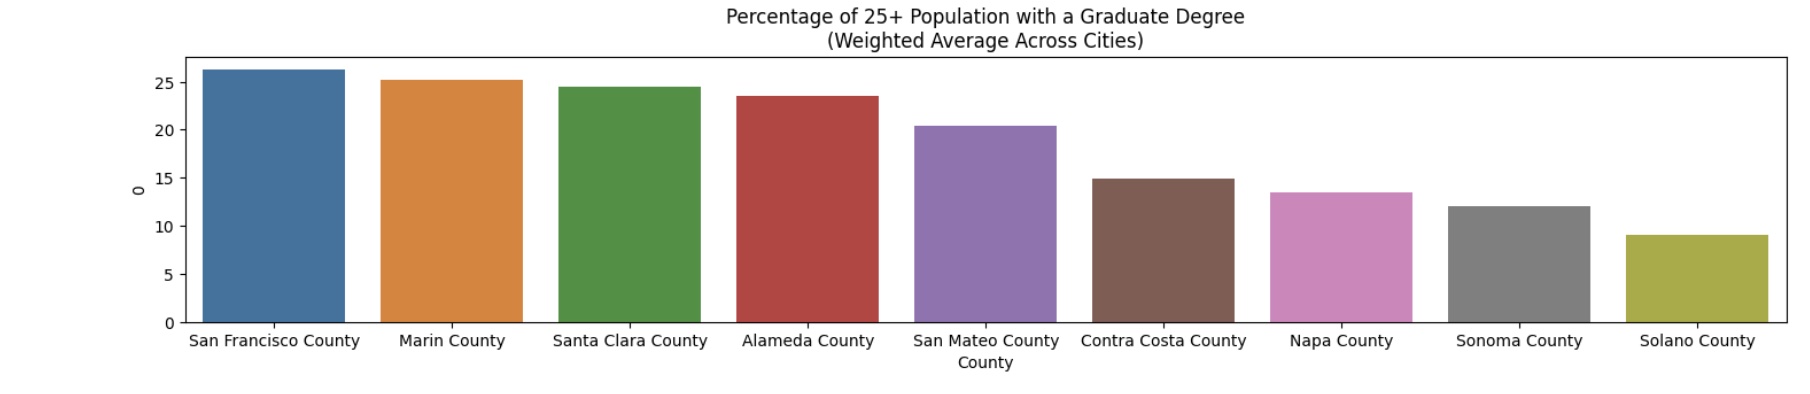 Percentage of 25+ Population with a Graduate Degree
(Weighted Average Across Cities)
25
20
15
10
5
0
0
San Francisco County Marin County Santa Clara County Alameda County San Mateo County Contra Costa County Napa County Sonoma County Solano County
County